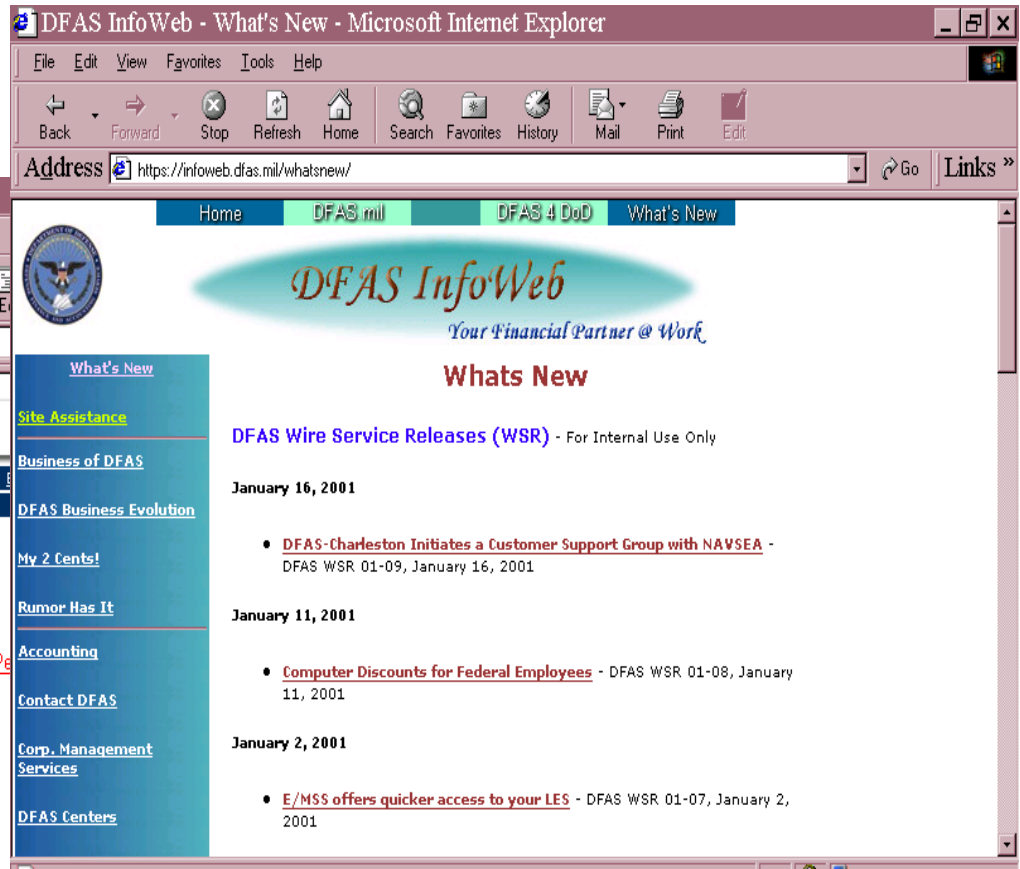 DFAS InfoWeb - What's New - Microsoft Internet Explorer
File Edit View Favorites Tools Help
Back Forward Stop Refresh Home Search Favorites History Mail Print Edit
Address https://infoweb.dfas.mil/whatsnew/ Go Links »
Home DFAS mil DFAS 4 DoD What's New
DFAS InfoWeb
Your Financial Partner @ Work
What's New
Site Assistance
Business of DFAS
DFAS Business Evolution
My 2 Cents!
Rumor Has It
Accounting
Contact DFAS
Corp. Management
Services
DFAS Centers
Whats New
DFAS Wire Service Releases (WSR) - For Internal Use Only
January 16, 2001
• DFAS-Charleston Initiates a Customer Support Group with NAVSEA -
DFAS WSR 01-09, January 16, 2001
January 11, 2001
• Computer Discounts for Federal Employees - DFAS WSR 01-08, January
11, 2001
January 2, 2001
• E/MSS offers quicker access to your LES - DFAS WSR 01-07, January 2,
2001